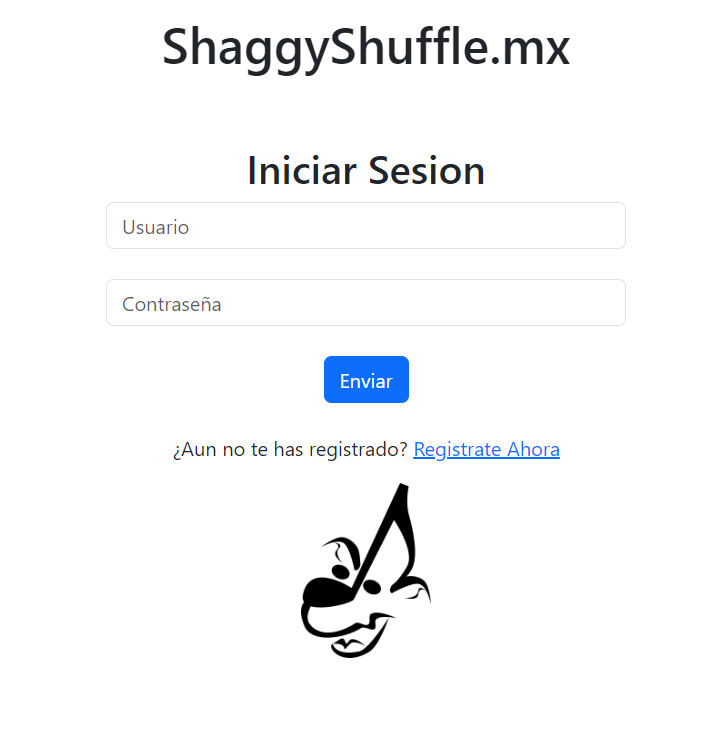 ShaggyShuffle.mx
Iniciar Sesion
Usuario
Contraseña
Enviar
¿Aun no te has registrado? Registrate Ahora